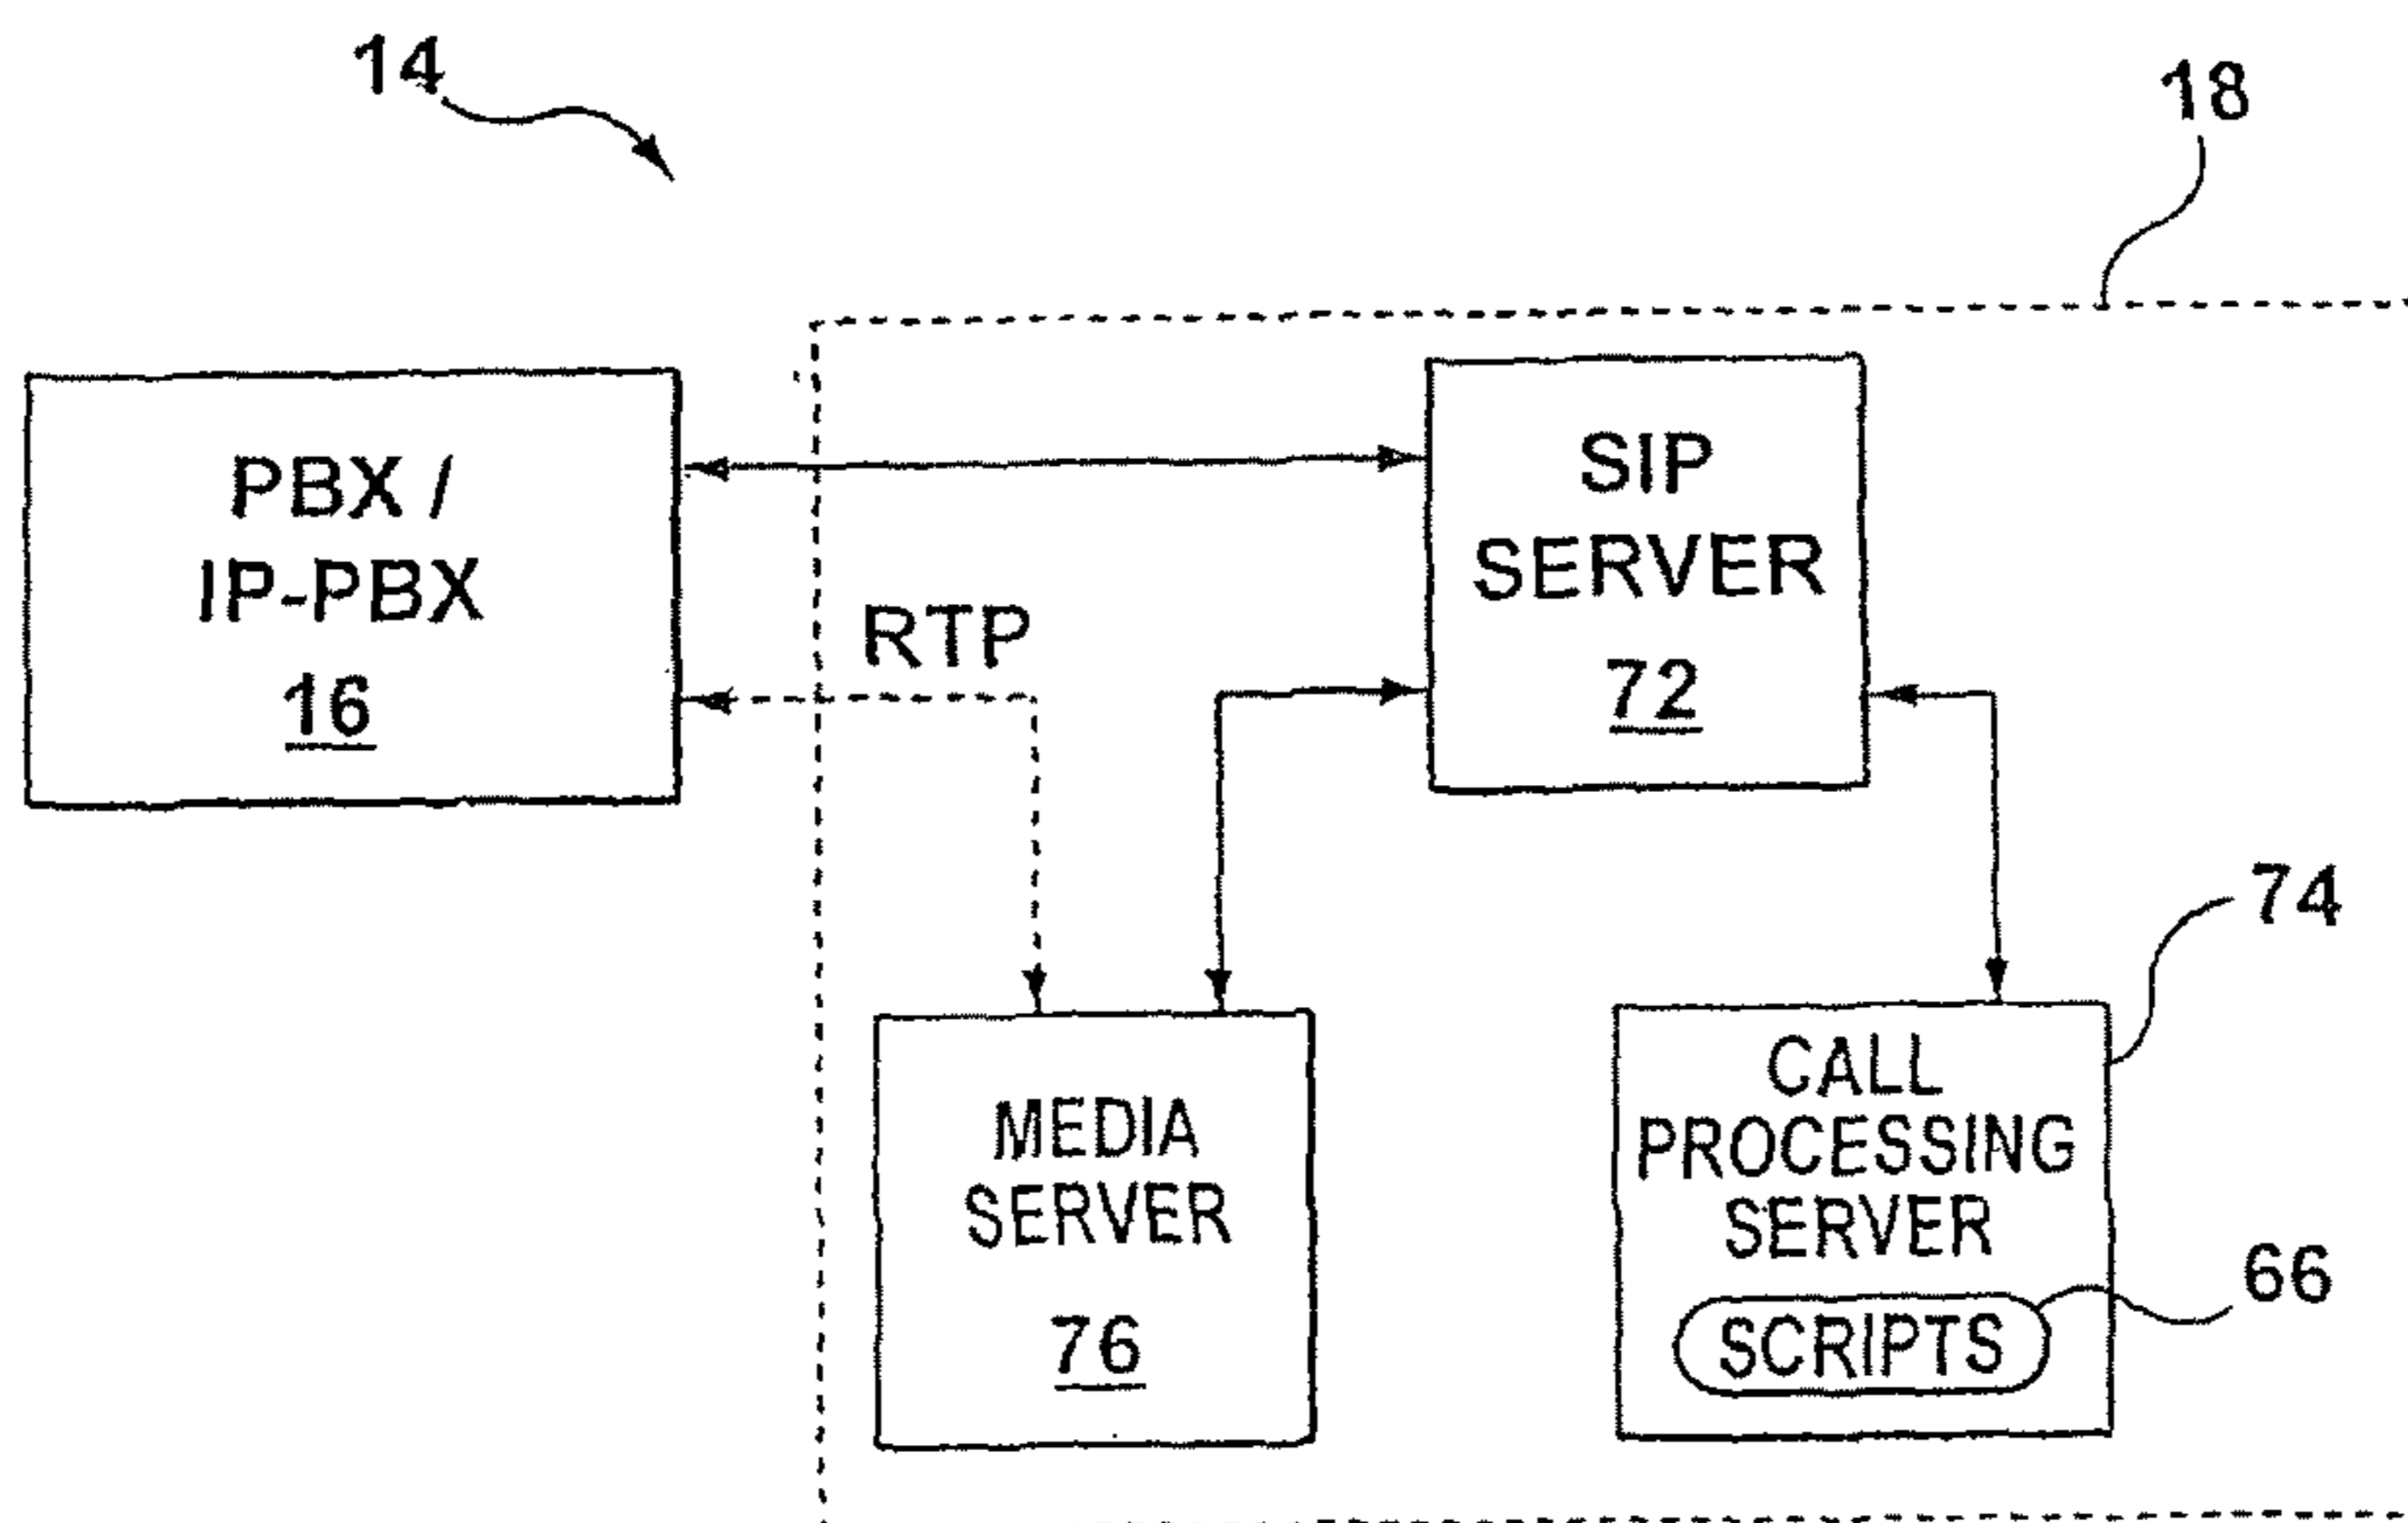 14
18
PBX /
IP-PBX
16
SIP
SERVER
72
RTP
74
MEDIA
SERVER
76
CALL
PROCESSING
SERVER
SCRIPTS
66